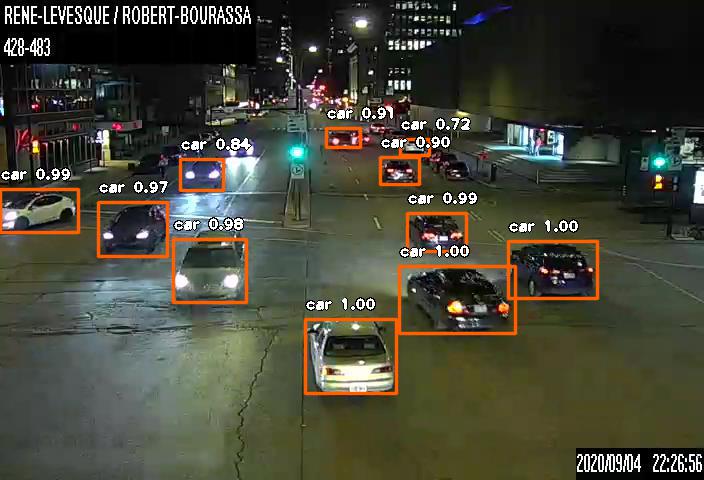 RENE-LEVESQUE / ROBERT-BOURASSA
428-483
car 0.91
car 0.72
car 0.84
car 0.90
car 0.99
car 0.97
car 0.99
car 0.98
car 1.00
car 1.00
car 1.00
2020/09/04 22:26:56